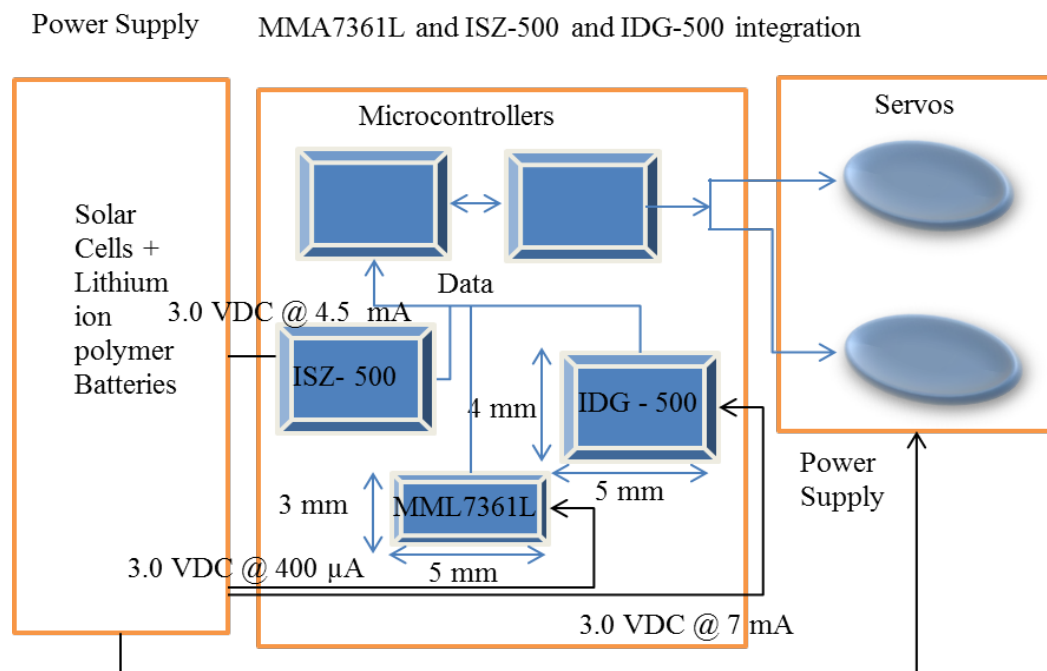 Power Supply
MMA7361L and ISZ-500 and IDG-500 integration
Servos
Microcontrollers
Solar
Cells +
Lithium
ion
polymer
Batteries
Data
3.0 VDC @ 4.5 mA
ISZ- 500
IDG - 500
4 mm
5 mm
Power
Supply
MML7361L
3 mm
5 mm
3.0 VDC @ 400 µA
3.0 VDC @ 7 mA